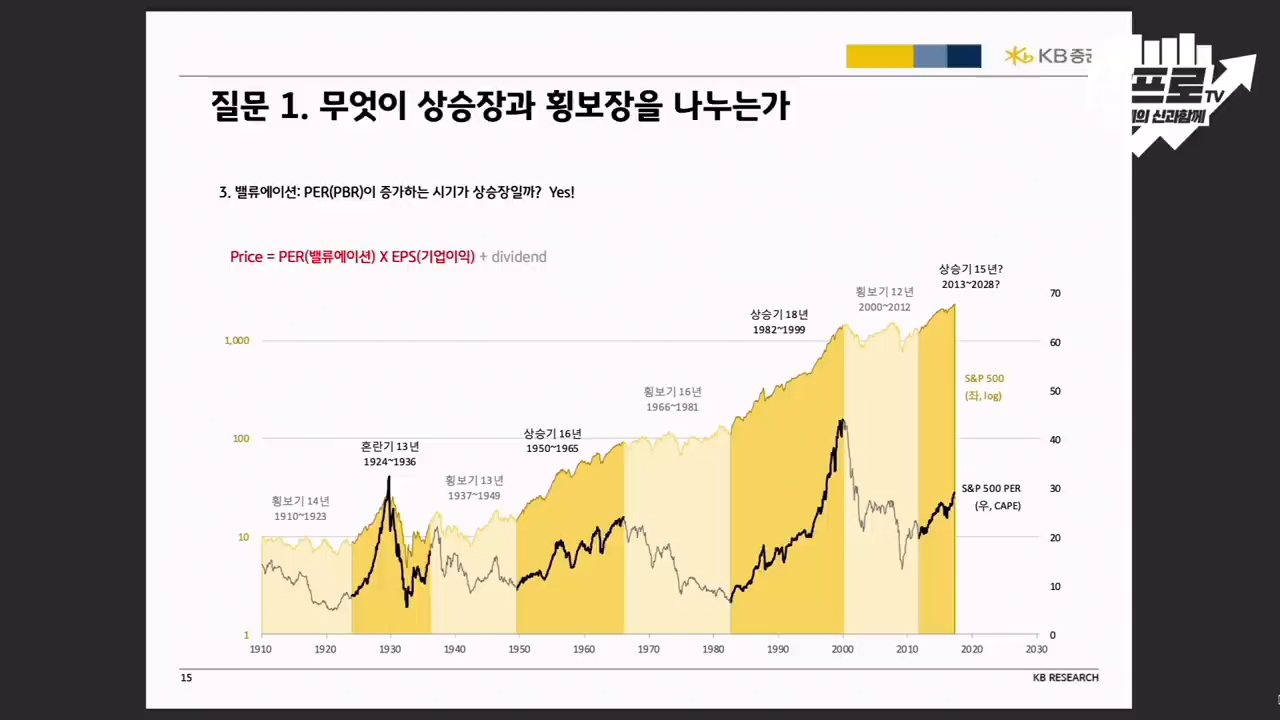 KB증권
프로TV
의 신과함께
질문 1. 무엇이 상승장과 횡보장을 나누는가
3. 밸류에이션: PER(PBR)이 증가하는 시기가 상승장일까? Yes!
Price = PER(밸류에이션) X EPS(기업이익) + dividend
상승기 15년?
2013~2028?
횡보기 12년
2000~2012
상승기 18년
1982~1999
횡보기 16년
1966~1981
상승기 16년
1950~1965
혼란기 13년
1924~1936
횡보기 13년
1937~1949
횡보기 14년
1910~1923
1,000
100
10
1
70
60
50
40
30
20
10
0
S&P 500
(좌, log)
S&P 500 PER
(우, CAPE)
1910 1920 1930 1940 1950 1960 1970 1980 1990 2000 2010 2020 2030
15
KB RESEARCH